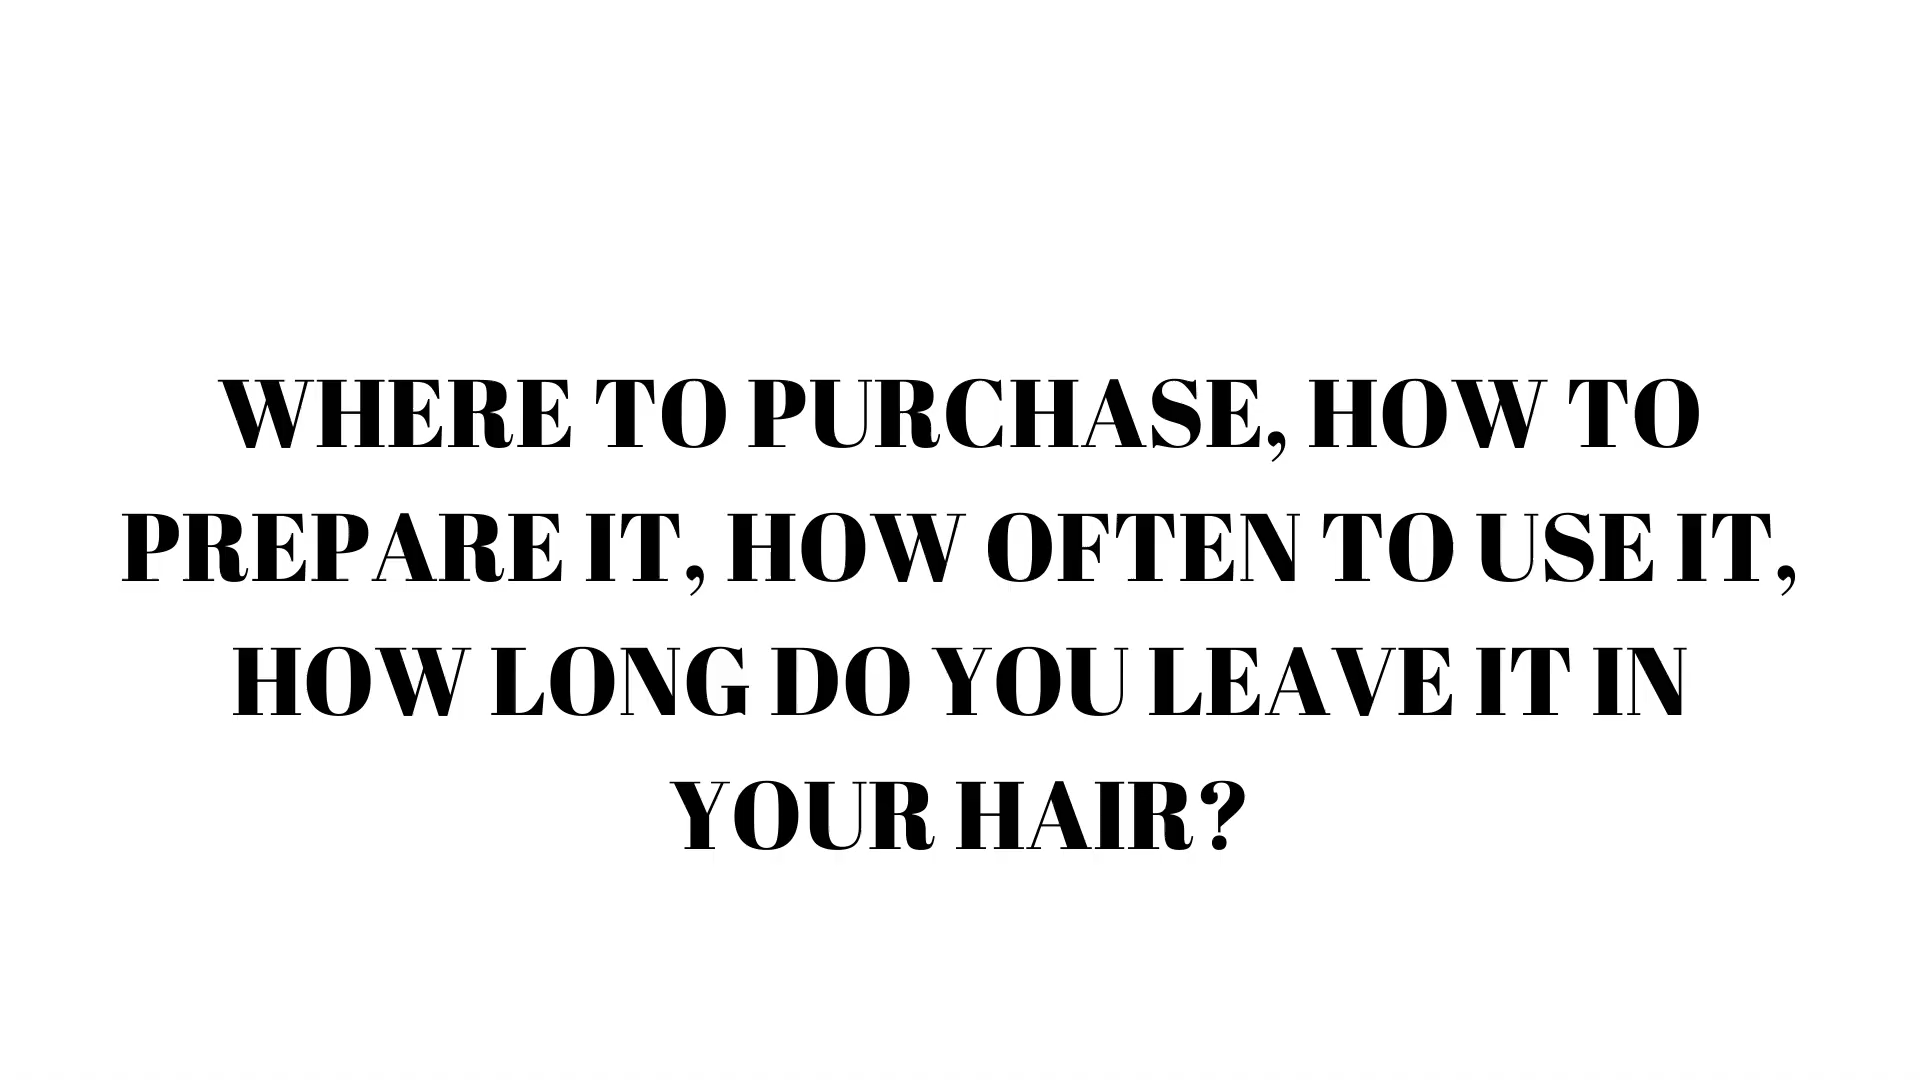 WHERE TO PURCHASE, HOW TO
PREPARE IT, HOW OFTEN TO USE IT,
HOW LONG DO YOU LEAVE IT IN
YOUR HAIR?